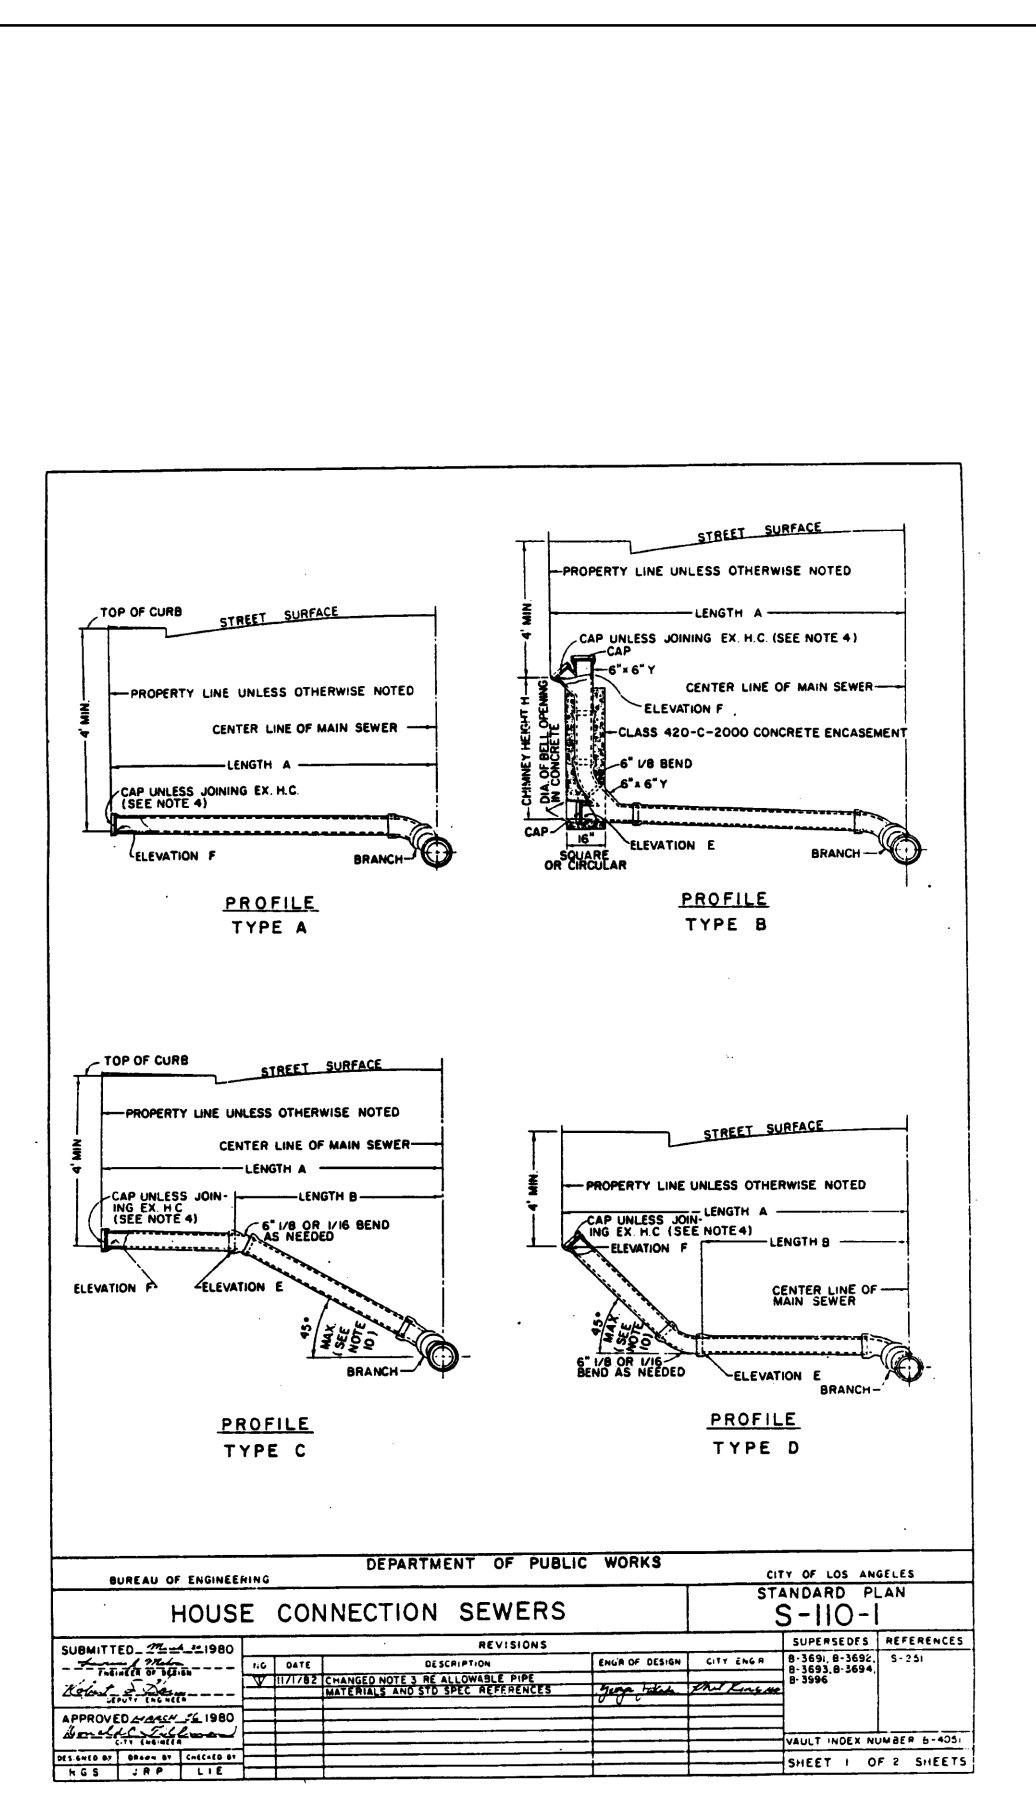 TOP OF CURB
STREET SURFACE
PROPERTY LINE UNLESS OTHERWISE NOTED
4' MIN.
CENTER LINE OF MAIN SEWER
LENGTH A
CAP UNLESS JOINING EX. H.C.
(SEE NOTE 4)
ELEVATION F
BRANCH
PROFILE
TYPE A
STREET SURFACE
PROPERTY LINE UNLESS OTHERWISE NOTED
4' MIN.
LENGTH A
CAP UNLESS JOINING EX. H.C. (SEE NOTE 4)
CAP
6" x 6" Y
CENTER LINE OF MAIN SEWER
ELEVATION F
CHIMNEY HEIGHT H
DIA. OF BELL OPENING
IN CONCRETE
CLASS 420-C-2000 CONCRETE ENCASEMENT
6" 1/8 BEND
6" x 6" Y
CAP
16"
SQUARE
OR CIRCULAR
ELEVATION E
BRANCH
PROFILE
TYPE B
TOP OF CURB
STREET SURFACE
PROPERTY LINE UNLESS OTHERWISE NOTED
4' MIN
CENTER LINE OF MAIN SEWER
LENGTH A
CAP UNLESS JOIN-
ING EX. H C
(SEE NOTE 4)
LENGTH B
6" 1/8 OR 1/16 BEND
AS NEEDED
ELEVATION F
ELEVATION E
45°
MAX.
(SEE
NOTE
10)
BRANCH
PROFILE
TYPE C
STREET SURFACE
4' MIN.
PROPERTY LINE UNLESS OTHERWISE NOTED
LENGTH A
CAP UNLESS JOIN-
ING EX. H.C (SEE NOTE 4)
ELEVATION F
LENGTH B
CENTER LINE OF
MAIN SEWER
45°
MAX.
(SEE
NOTE
10)
6" 1/8 OR 1/16
BEND AS NEEDED
ELEVATION E
BRANCH
PROFILE
TYPE D
DEPARTMENT OF PUBLIC WORKS
BUREAU OF ENGINEERING
CITY OF LOS ANGELES
HOUSE CONNECTION SEWERS
STANDARD PLAN
S-110-1
SUBMITTED March 1980
ENGINEER OF DESIGN
DEPUTY ENGINEER
APPROVED MARCH 26 1980
CITY ENGINEER
DESIGNED BY DRAWN BY CHECKED BY
JRP LIE
REVISIONS
NO DATE DESCRIPTION ENG'R OF DESIGN CITY ENG R
11/1/82 CHANGED NOTE 3 RE ALLOWABLE PIPE
MATERIALS AND STD SPEC REFERENCES
SUPERSEDES REFERENCES
B-3691, B-3692, S-251
B-3693, B-3694,
B-3996
VAULT INDEX NUMBER B-4051
SHEET 1 OF 2 SHEETS